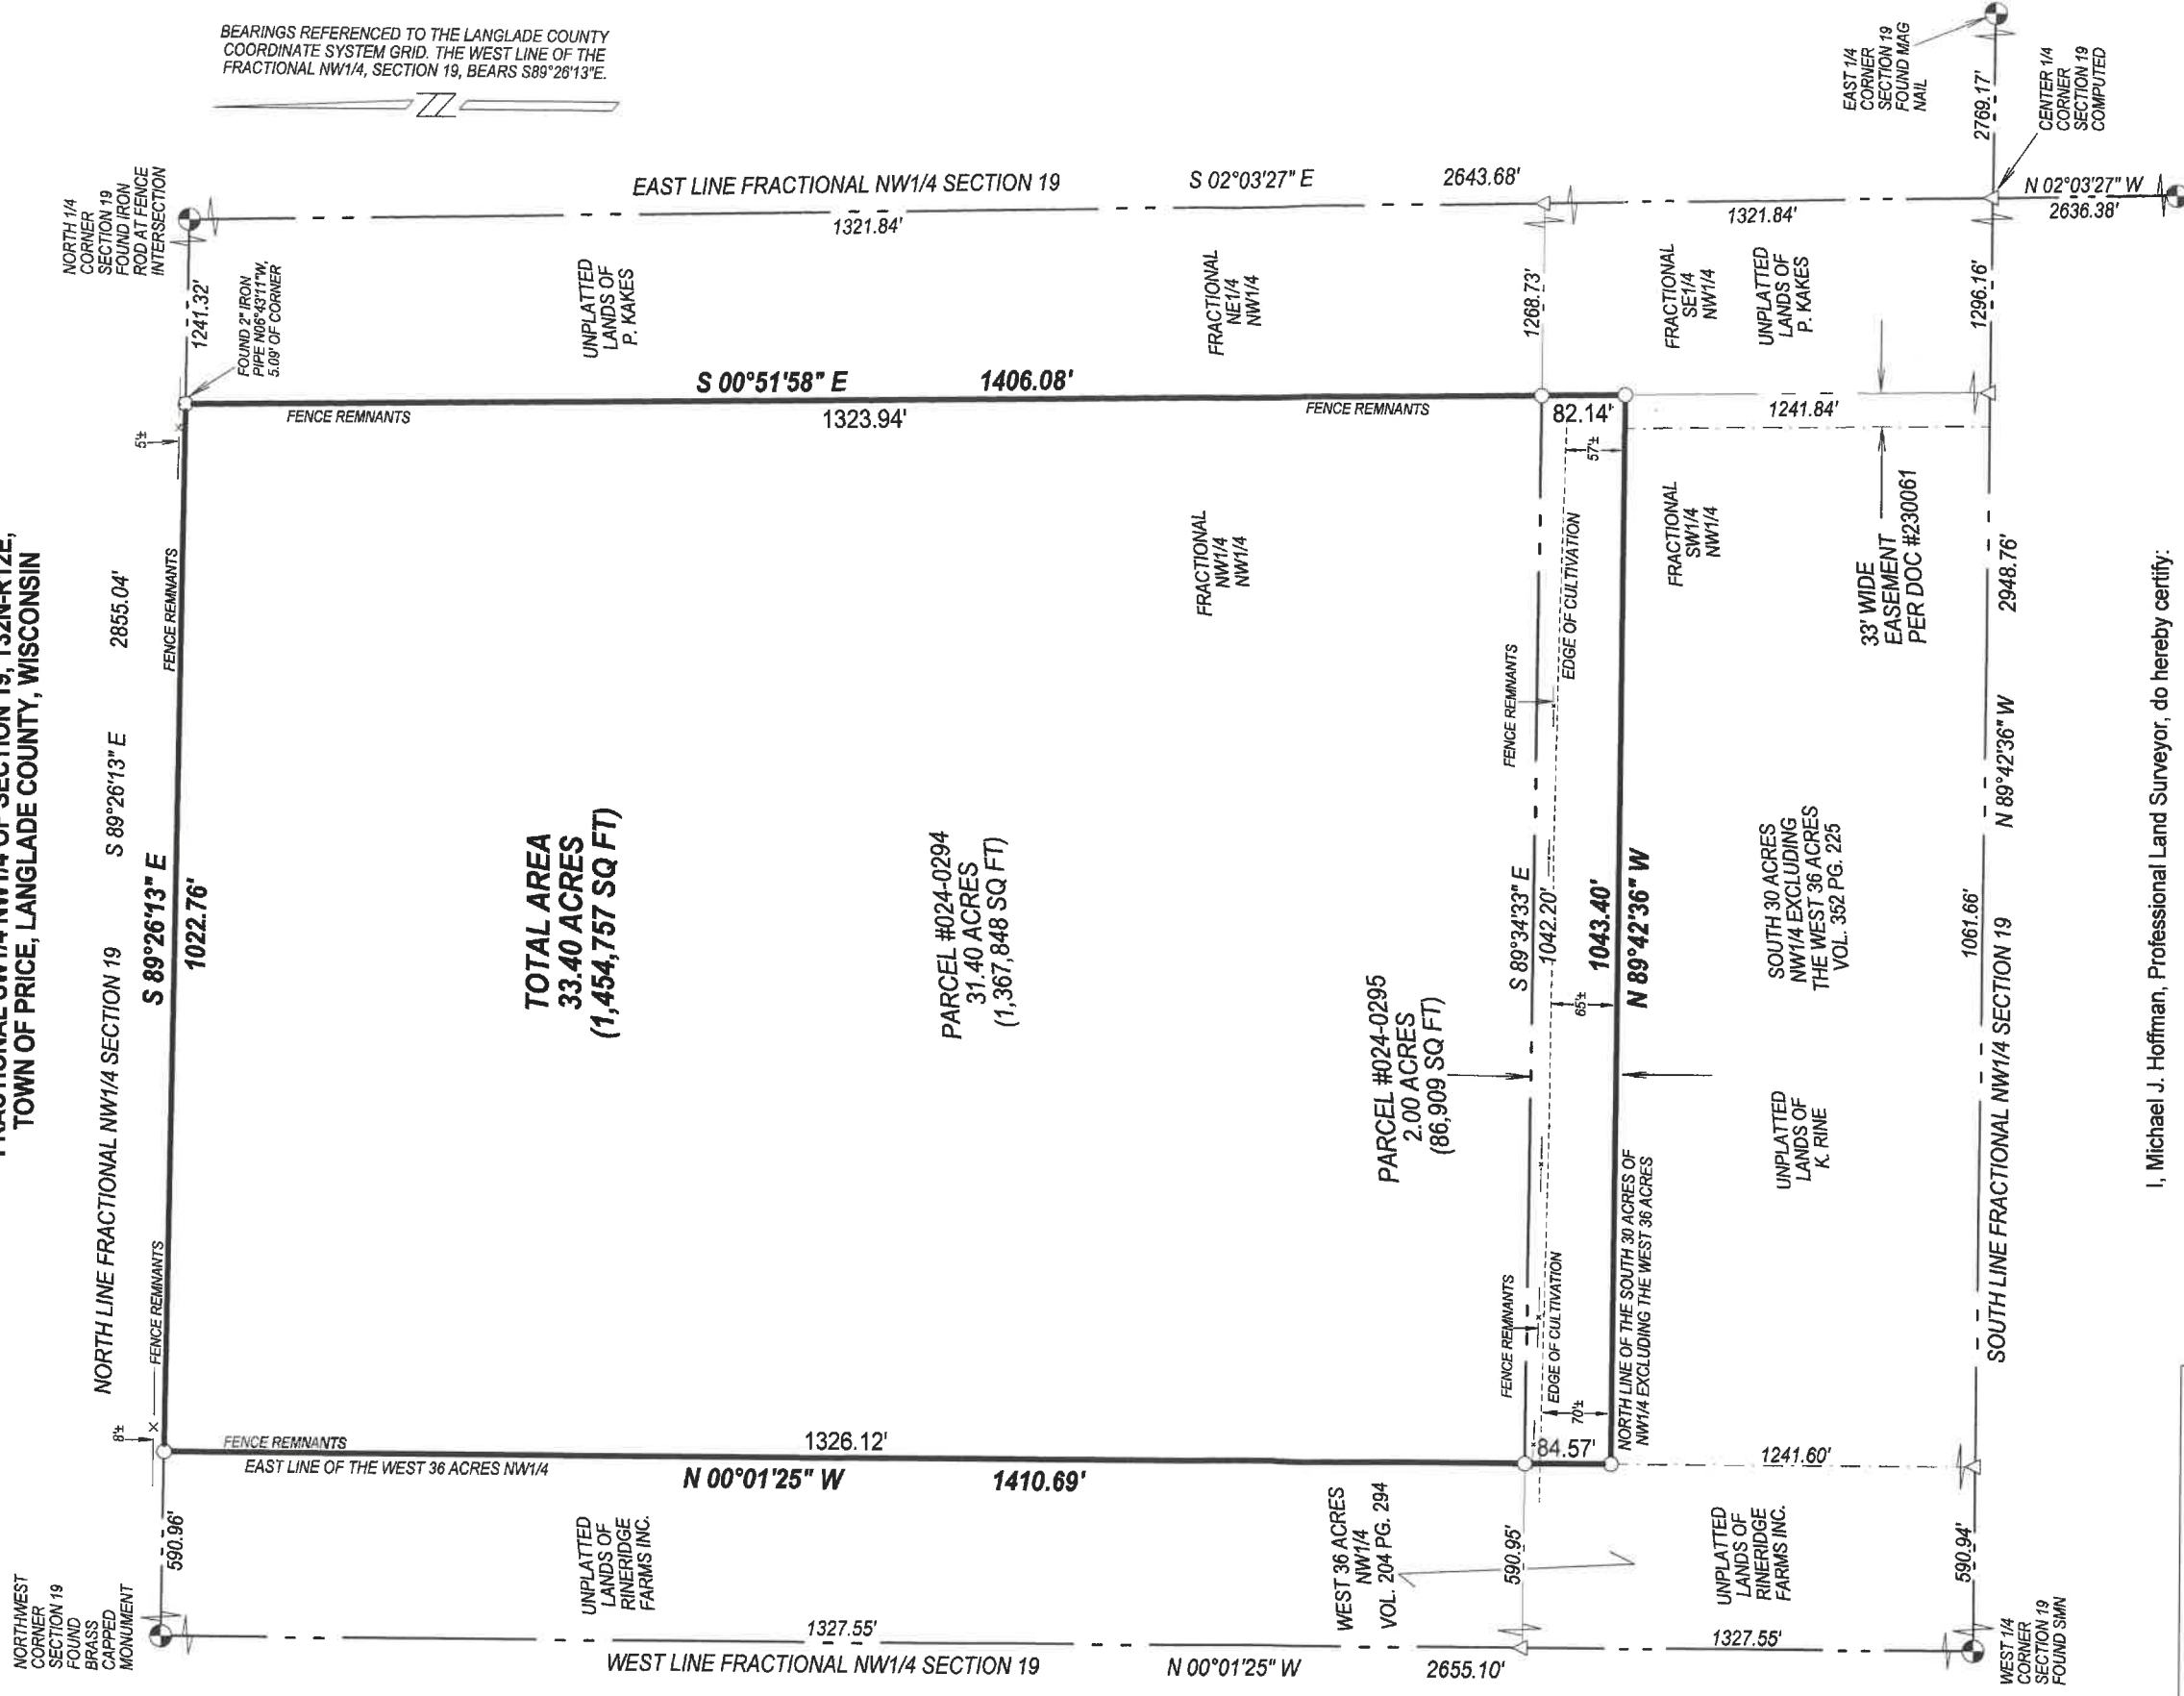 SECTION 19, T32N-R12E,
TOWN OF PRICE, LANGLADE COUNTY, WISCONSIN
BEARINGS REFERENCED TO THE LANGLADE COUNTY
COORDINATE SYSTEM GRID. THE WEST LINE OF THE
FRACTIONAL NW1/4, SECTION 19, BEARS S89°26'13"E.
NORTHWEST
CORNER
SECTION 19
FOUND
BRASS
CAPPED
MONUMENT
590.96'
8'±
NORTH LINE FRACTIONAL NW1/4 SECTION 19
S 89°26'13" E
2855.04'
FENCE REMNANTS
S 89°26'13" E
1022.76'
FENCE REMNANTS
5'±
NORTH 1/4
CORNER
SECTION 19
FOUND IRON
ROD AT FENCE
INTERSECTION
1241.32'
FOUND 2" IRON
PIPE N06°43'11"W,
5.09' OF CORNER
EAST LINE FRACTIONAL NW1/4 SECTION 19
S 02°03'27" E
2643.68'
1321.84'
1321.84'
UNPLATTED
LANDS OF
P. KAKES
FRACTIONAL
NE1/4
NW1/4
1268.73'
FRACTIONAL
SE1/4
NW1/4
UNPLATTED
LANDS OF
P. KAKES
1296.16'
EAST 1/4
CORNER
SECTION 19
FOUND MAG
NAIL
2769.17'
CENTER 1/4
CORNER
SECTION 19
COMPUTED
N 02°03'27" W
2636.38'
S 00°51'58" E
1406.08'
FENCE REMNANTS
1323.94'
FENCE REMNANTS
82.14'
57'±
1241.84'
TOTAL AREA
33.40 ACRES
(1,454,757 SQ FT)
PARCEL #024-0294
31.40 ACRES
(1,367,848 SQ FT)
FRACTIONAL
NW1/4
NW1/4
PARCEL #024-0295
2.00 ACRES
(86,909 SQ FT)
FENCE REMNANTS
S 89°34'33" E
FENCE REMNANTS
1042.20'
EDGE OF CULTIVATION
EDGE OF CULTIVATION
65'±
1043.40'
N 89°42'36" W
NORTH LINE OF THE SOUTH 30 ACRES OF
NW1/4 EXCLUDING THE WEST 36 ACRES
FRACTIONAL
SW1/4
NW1/4
33' WIDE
EASEMENT
PER DOC #230061
SOUTH 30 ACRES
NW1/4 EXCLUDING
THE WEST 36 ACRES
VOL. 352 PG. 225
UNPLATTED
LANDS OF
K. RINE
FENCE REMNANTS
EAST LINE OF THE WEST 36 ACRES NW1/4
1326.12'
N 00°01'25" W
1410.69'
84.57'
70'±
1241.60'
UNPLATTED
LANDS OF
RINERIDGE
FARMS INC.
WEST 36 ACRES
NW1/4
VOL. 204 PG. 294
590.95'
UNPLATTED
LANDS OF
RINERIDGE
FARMS INC.
590.94'
1327.55'
1327.55'
WEST LINE FRACTIONAL NW1/4 SECTION 19
N 00°01'25" W
2655.10'
WEST 1/4
CORNER
SECTION 19
FOUND SMN
1061.66'
SOUTH LINE FRACTIONAL NW1/4 SECTION 19
N 89°42'36" W
2948.76'
I, Michael J. Hoffman, Professional Land Surveyor, do hereby certify: